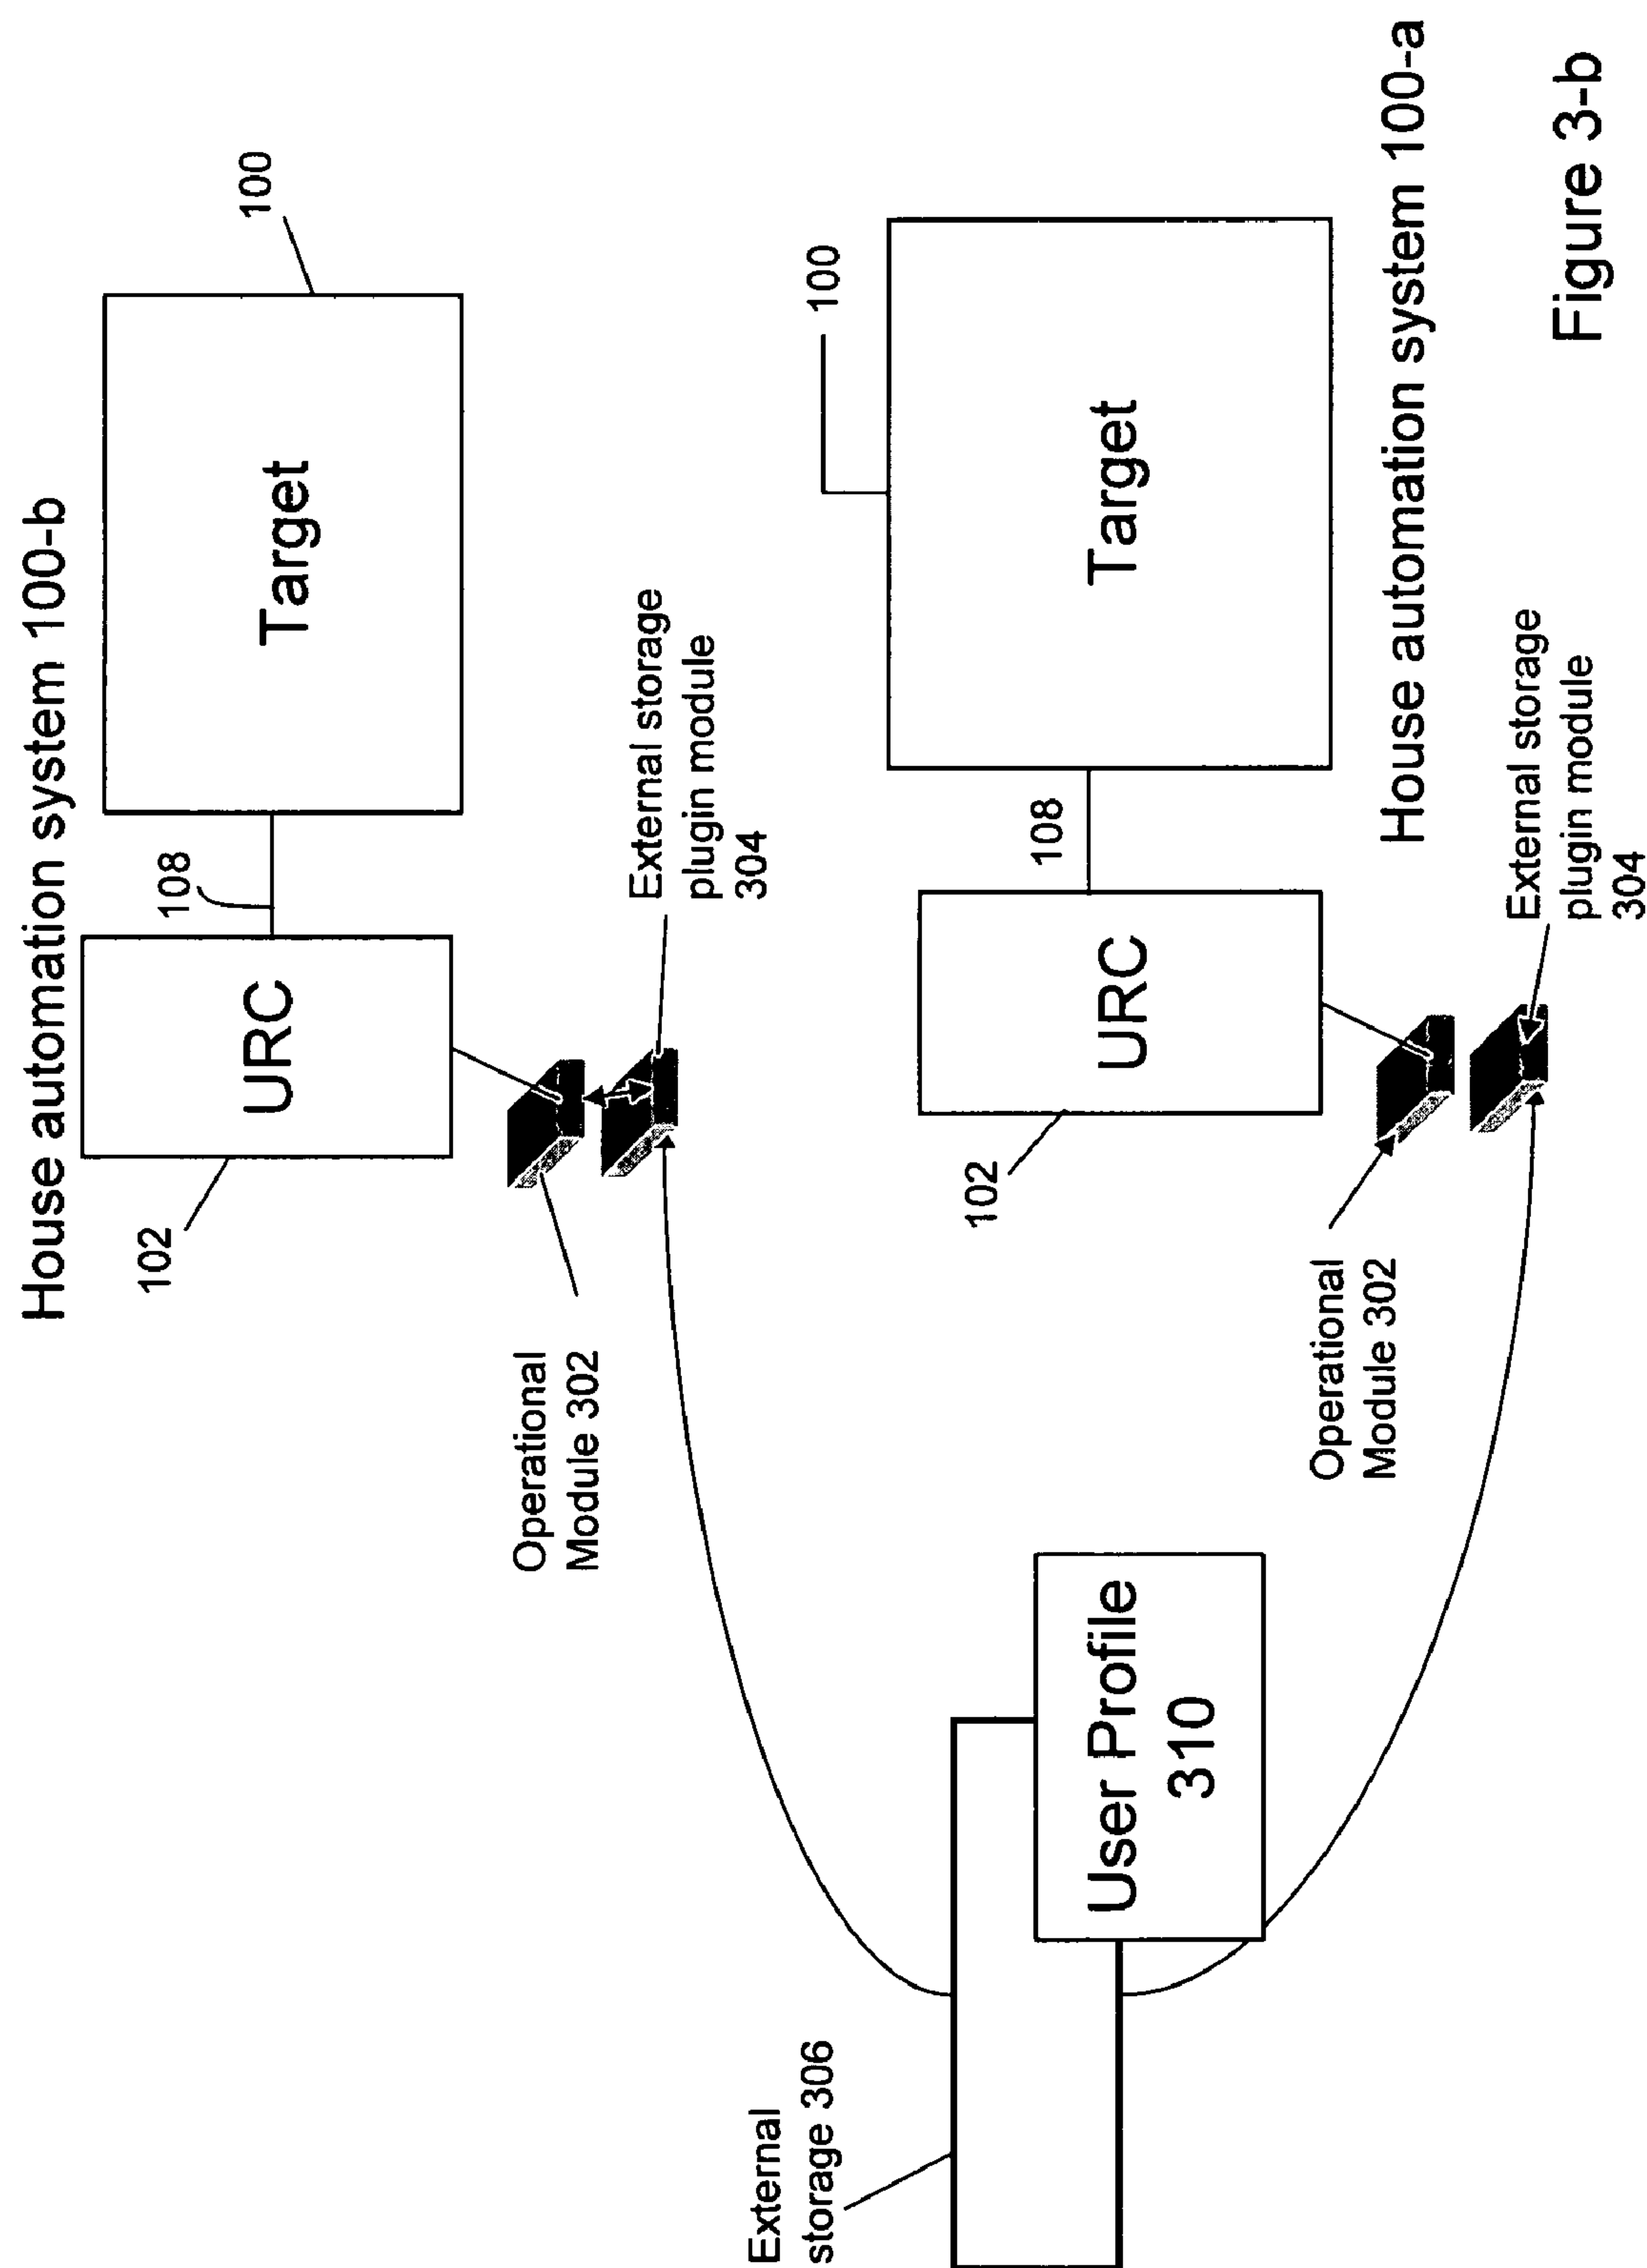 House automation system 100-b
Target
100
108
URC
102
External storage
plugin module
304
Operational
Module 302
100
Target
108
URC
102
House automation system 100-a
External storage
plugin module
304
Operational
Module 302
External
storage 306
User Profile
310
Figure 3-b